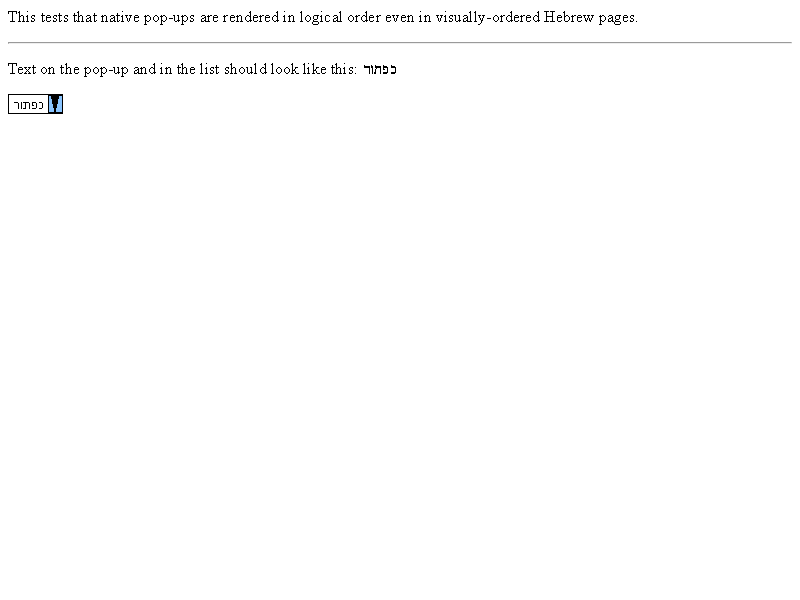 This tests that native pop-ups are rendered in logical order even in visually-ordered Hebrew pages.
Text on the pop-up and in the list should look like this: כפתור
כפתור